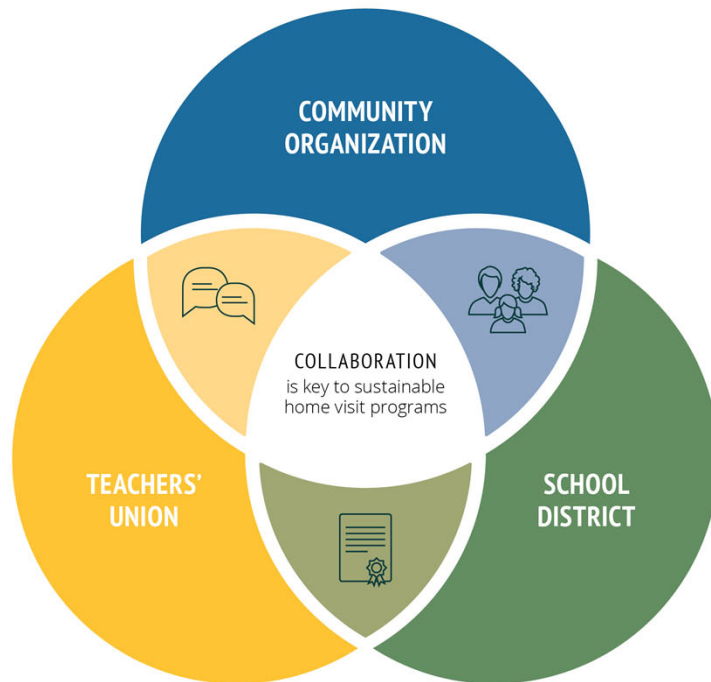 COMMUNITY
ORGANIZATION
COLLABORATION
is key to sustainable
home visit programs
TEACHERS'
UNION
SCHOOL
DISTRICT